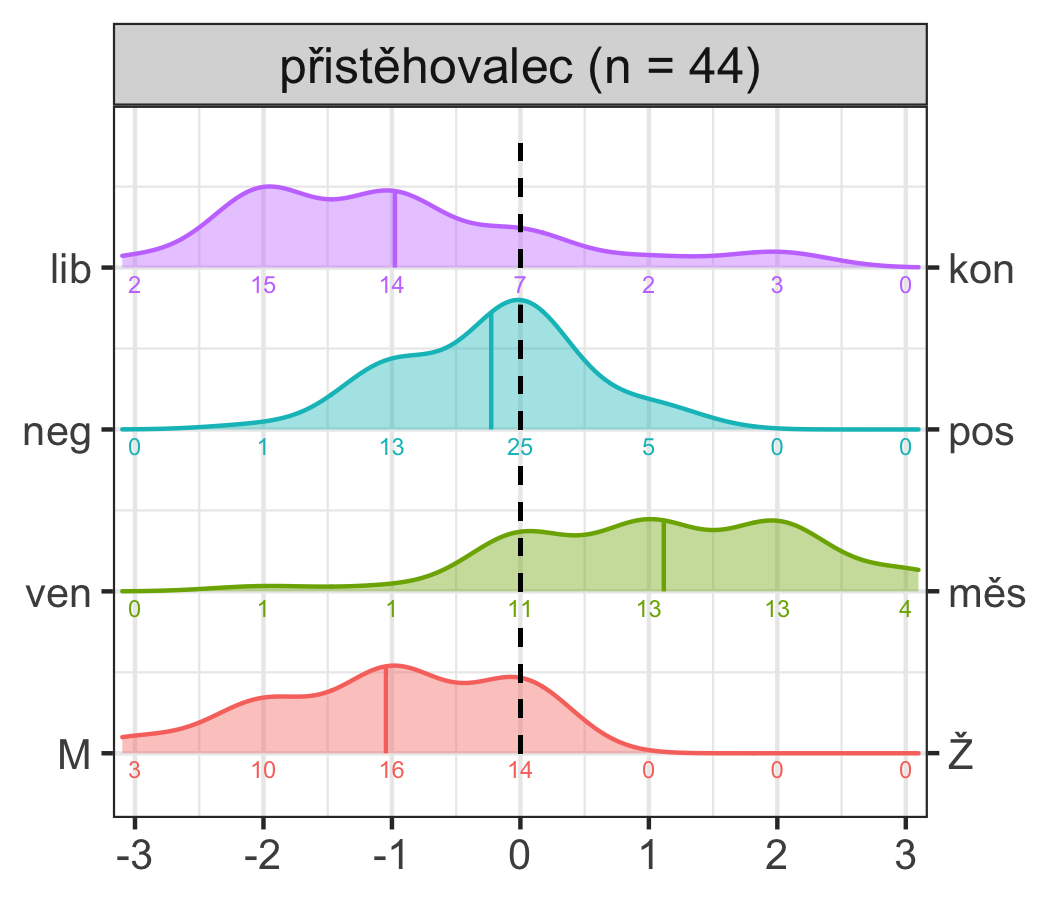 přistěhovalec (n = 44)
lib kon
2 15 14 7 2 3 0
neg pos
0 1 13 25 5 0 0
ven měs
0 1 1 11 13 13 4
M Ž
3 10 16 14 0 0 0
-3 -2 -1 0 1 2 3